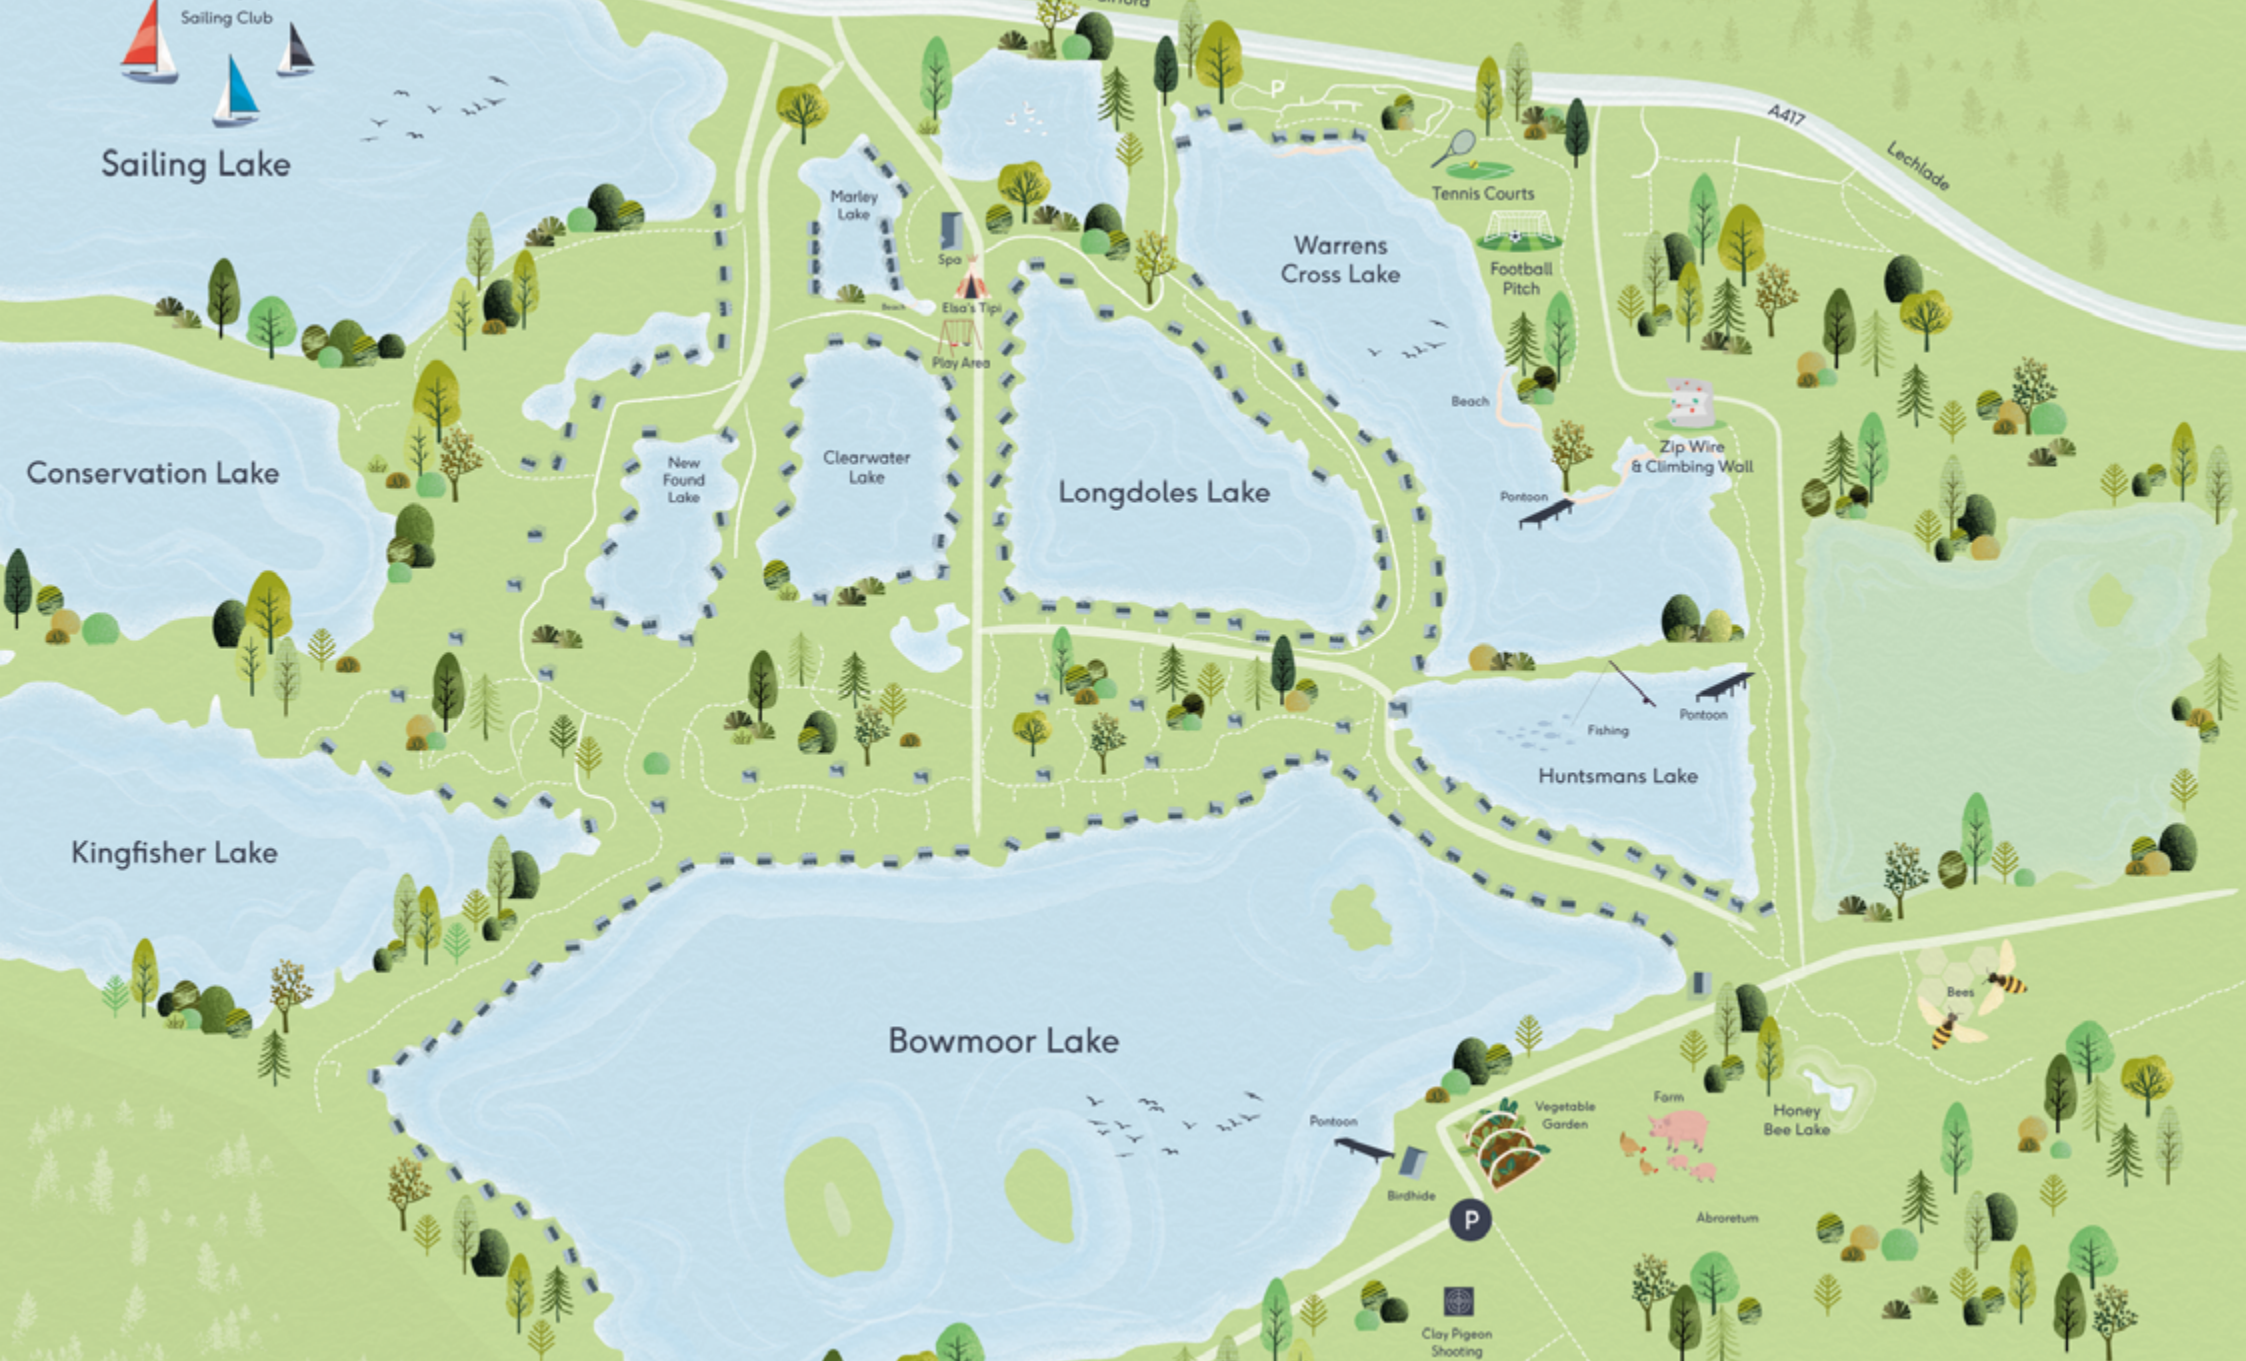 Sailing Club
Sailing Lake
P
A417
Lechlade
Tennis Courts
Marley
Lake
Warrens
Cross Lake
Spa
Football
Pitch
Beach
Elsa's Tipi
Play Area
Beach
Zip Wire
& Climbing Wall
Conservation Lake
New
Found
Lake
Clearwater
Lake
Longdoles Lake
Pontoon
Pontoon
Fishing
Huntsmans Lake
Kingfisher Lake
Bees
Bowmoor Lake
Pontoon
Birdhide
Vegetable
Garden
Farm
Honey
Bee Lake
P
Abroretum
Clay Pigeon
Shooting